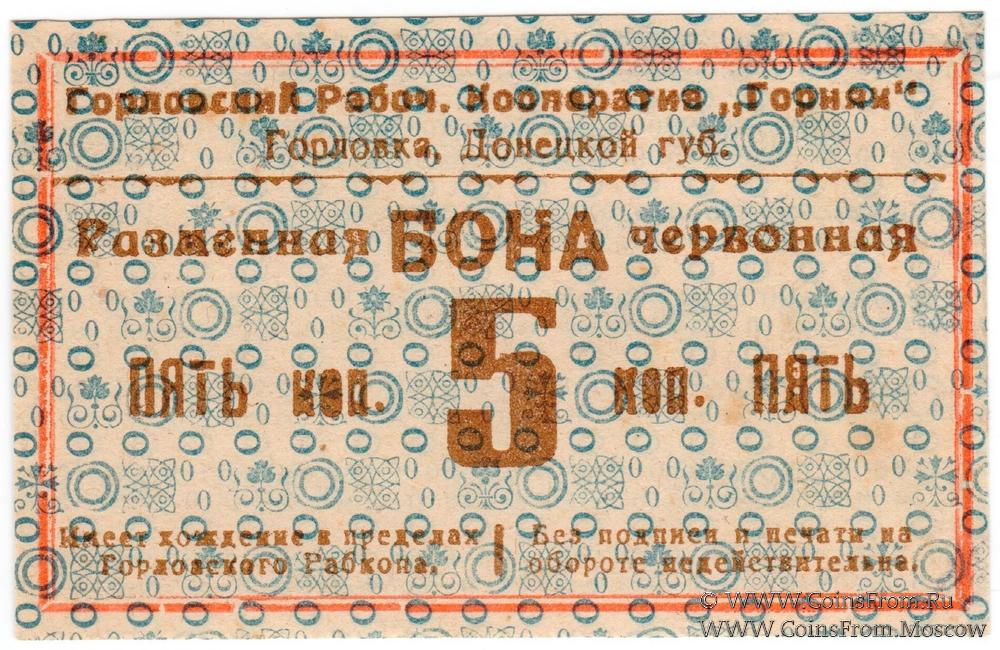 Горловский Рабоч. Кооператив „Горняк“
Горловка, Донецкой губ.
Разменная БОНА червонная
5
ПЯТЬ коп. коп. ПЯТЬ
Имеет хождение в пределах
Горловского Рабкопа.
Без подписи и печати на
обороте недействительна.
© WWW.CoinsFrom.Ru
WWW.CoinsFrom.Moscow